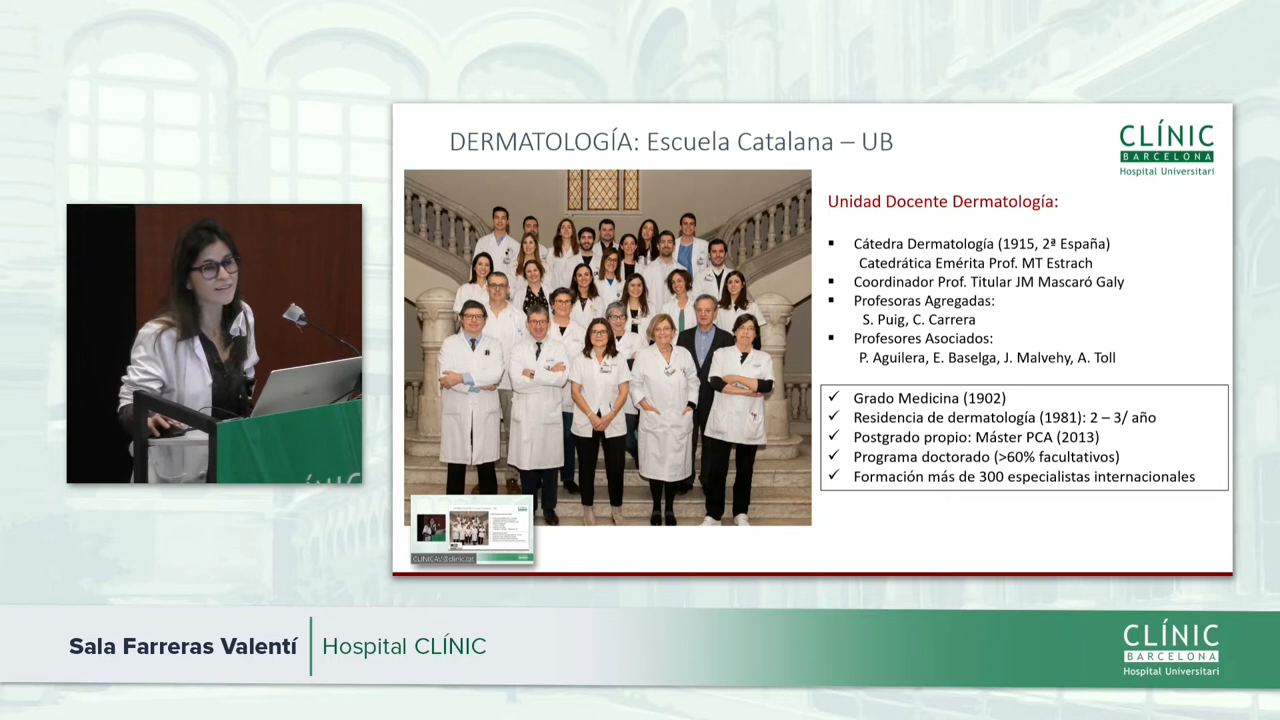 DERMATOLOGÍA: Escuela Catalana – UB
CLÍNIC
BARCELONA
Hospital Universitari
Unidad Docente Dermatología:
▪ Cátedra Dermatología (1915, 2ª España)
Catedrática Emérita Prof. MT Estrach
▪ Coordinador Prof. Titular JM Mascaró Galy
▪ Profesoras Agregadas:
S. Puig, C. Carrera
▪ Profesores Asociados:
P. Aguilera, E. Baselga, J. Malvehy, A. Toll
✓ Grado Medicina (1902)
✓ Residencia de dermatología (1981): 2 – 3/ año
✓ Postgrado propio: Máster PCA (2013)
✓ Programa doctorado (>60% facultativos)
✓ Formación más de 300 especialistas internacionales
Sala Farreras Valentí
Hospital CLÍNIC
CLÍNIC
BARCELONA
Hospital Universitari